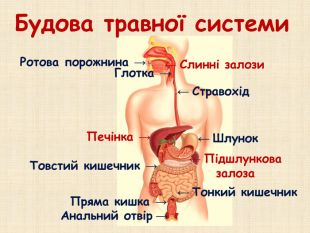 Будова травної системи
Ротова порожнина →
← Слинні залози
Глотка →
← Стравохід
Печінка →
← Шлунок
Підшлункова
залоза
Товстий кишечник →
← Тонкий кишечник
Пряма кишка →
Анальний отвір →